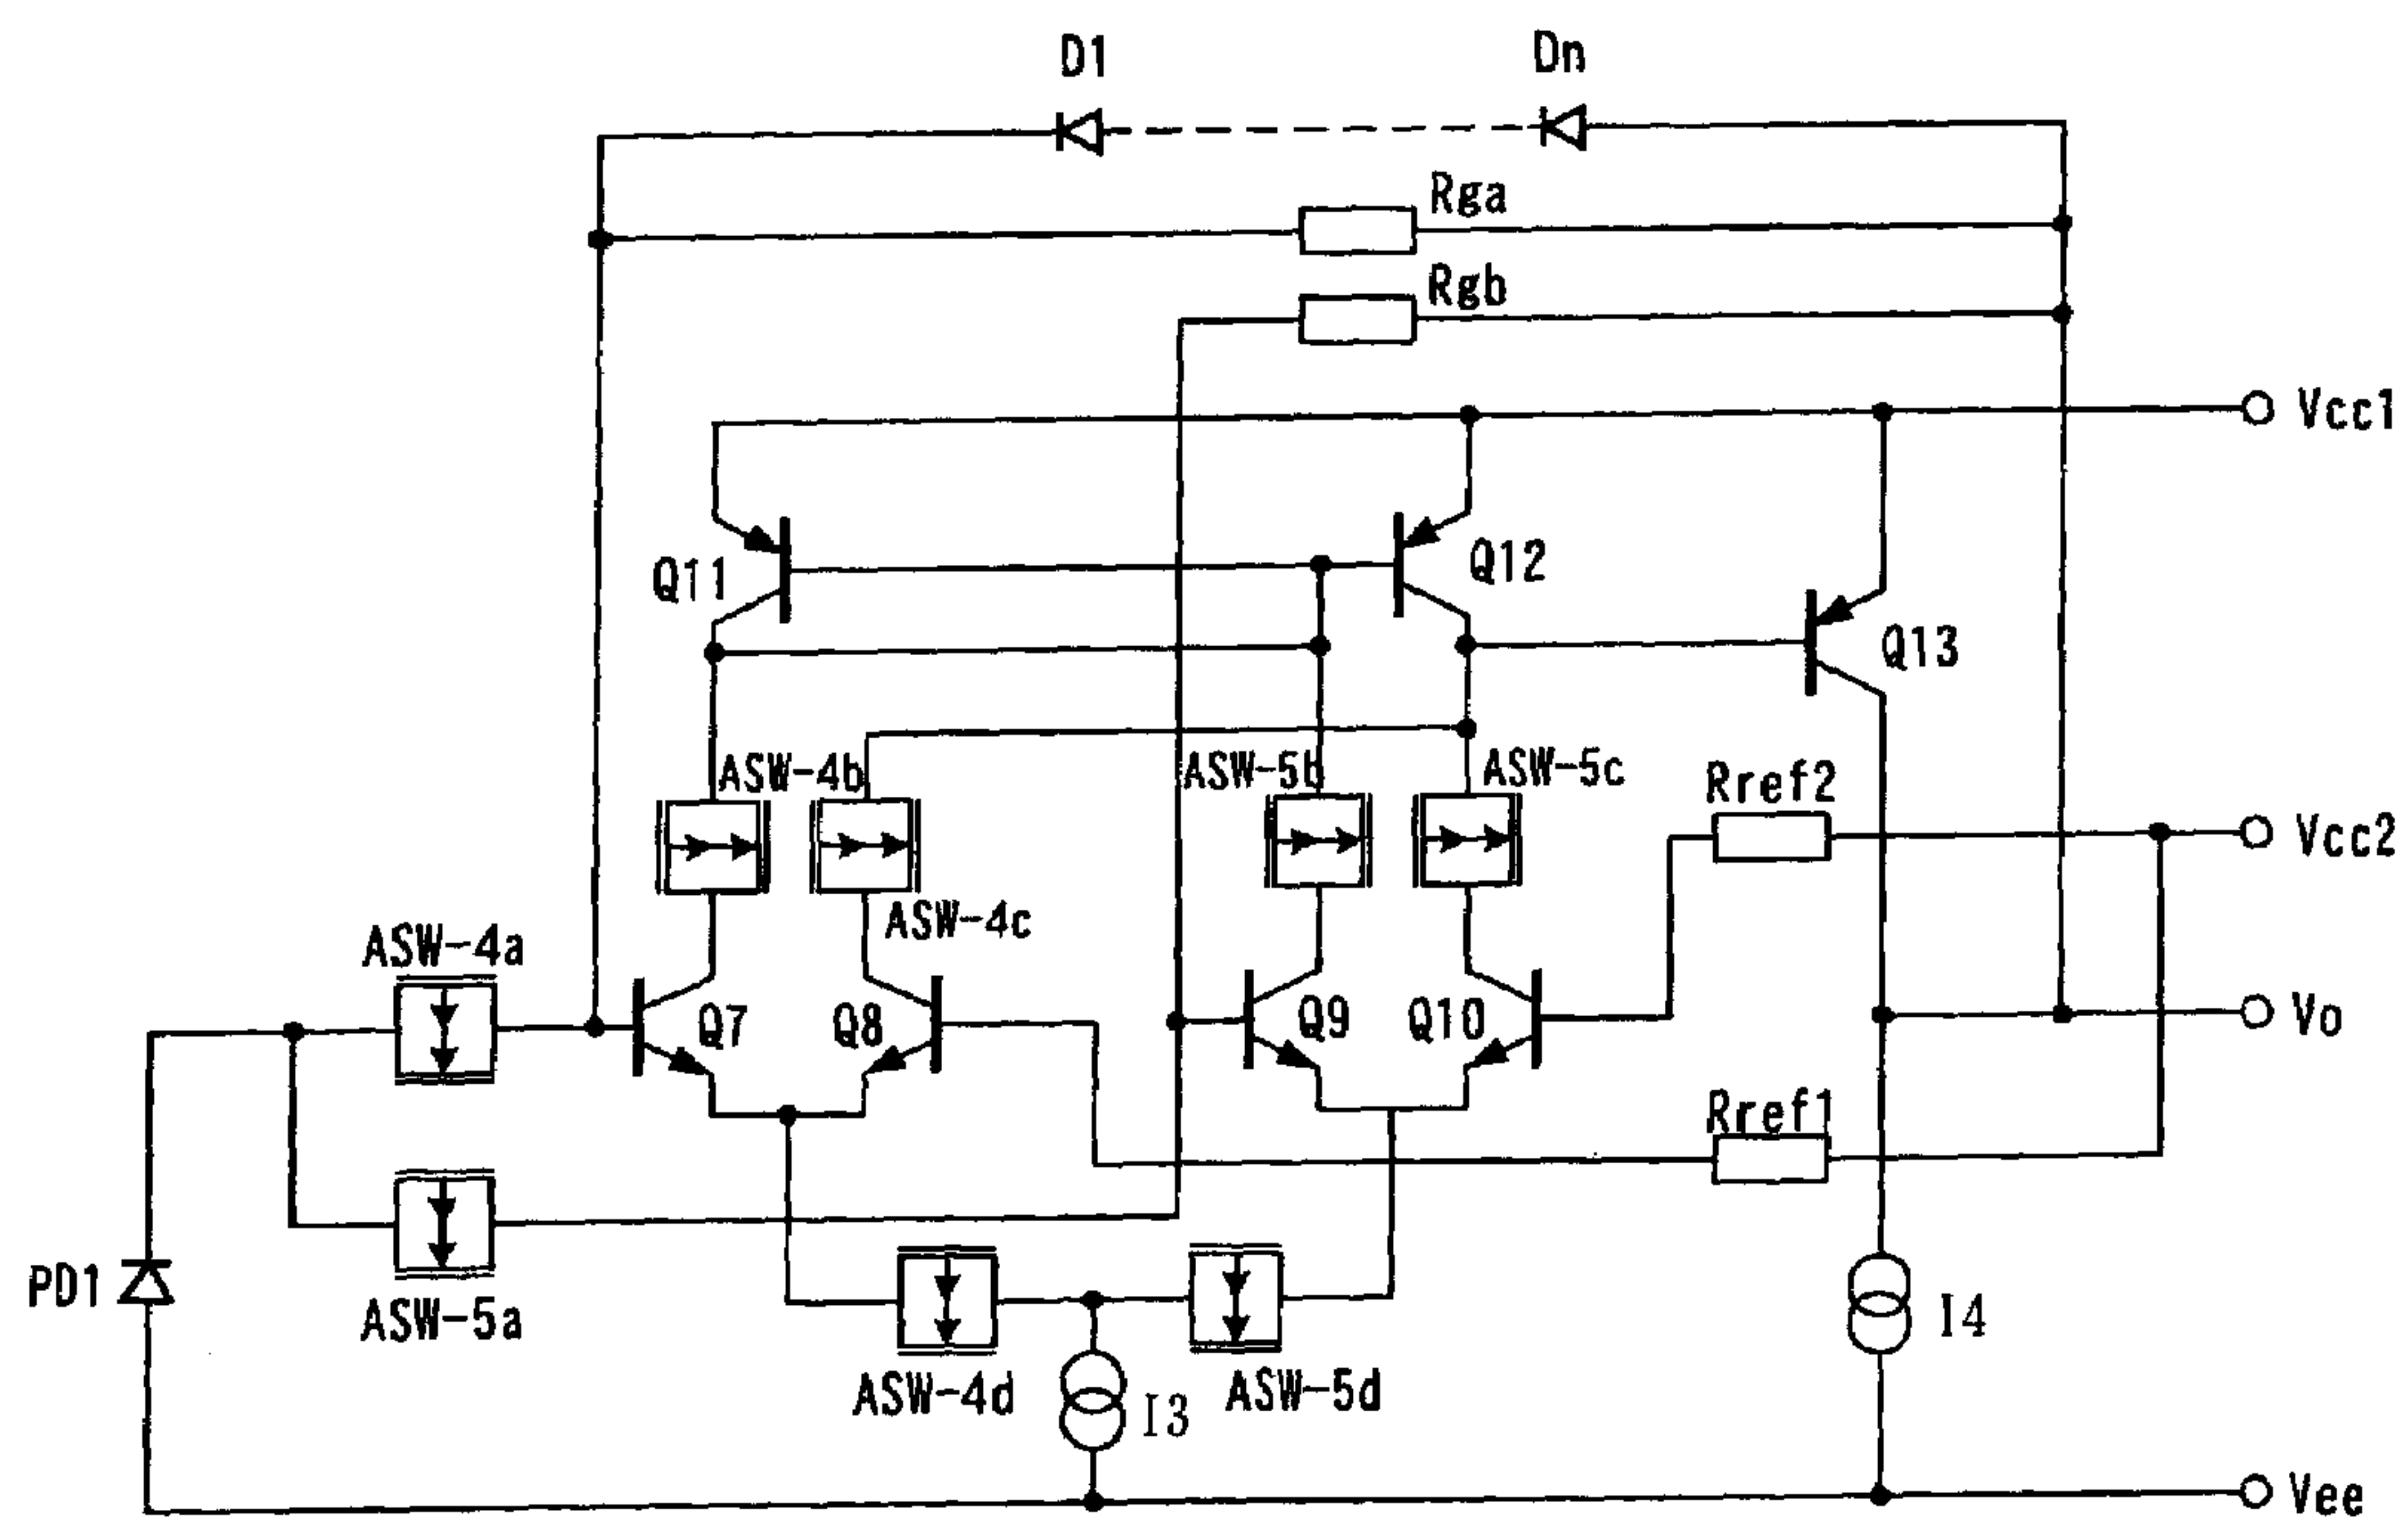 D1
Dn
Rga
Rgb
Vcc1
Q11
Q12
Q13
ASW-4b
ASW-5b
ASW-5c
Rref2
Vcc2
ASW-4c
ASW-4a
Q7
Q8
Q9
Q10
Vo
Rref1
PD1
ASW-5a
I4
ASW-4d
I3
ASW-5d
Vee